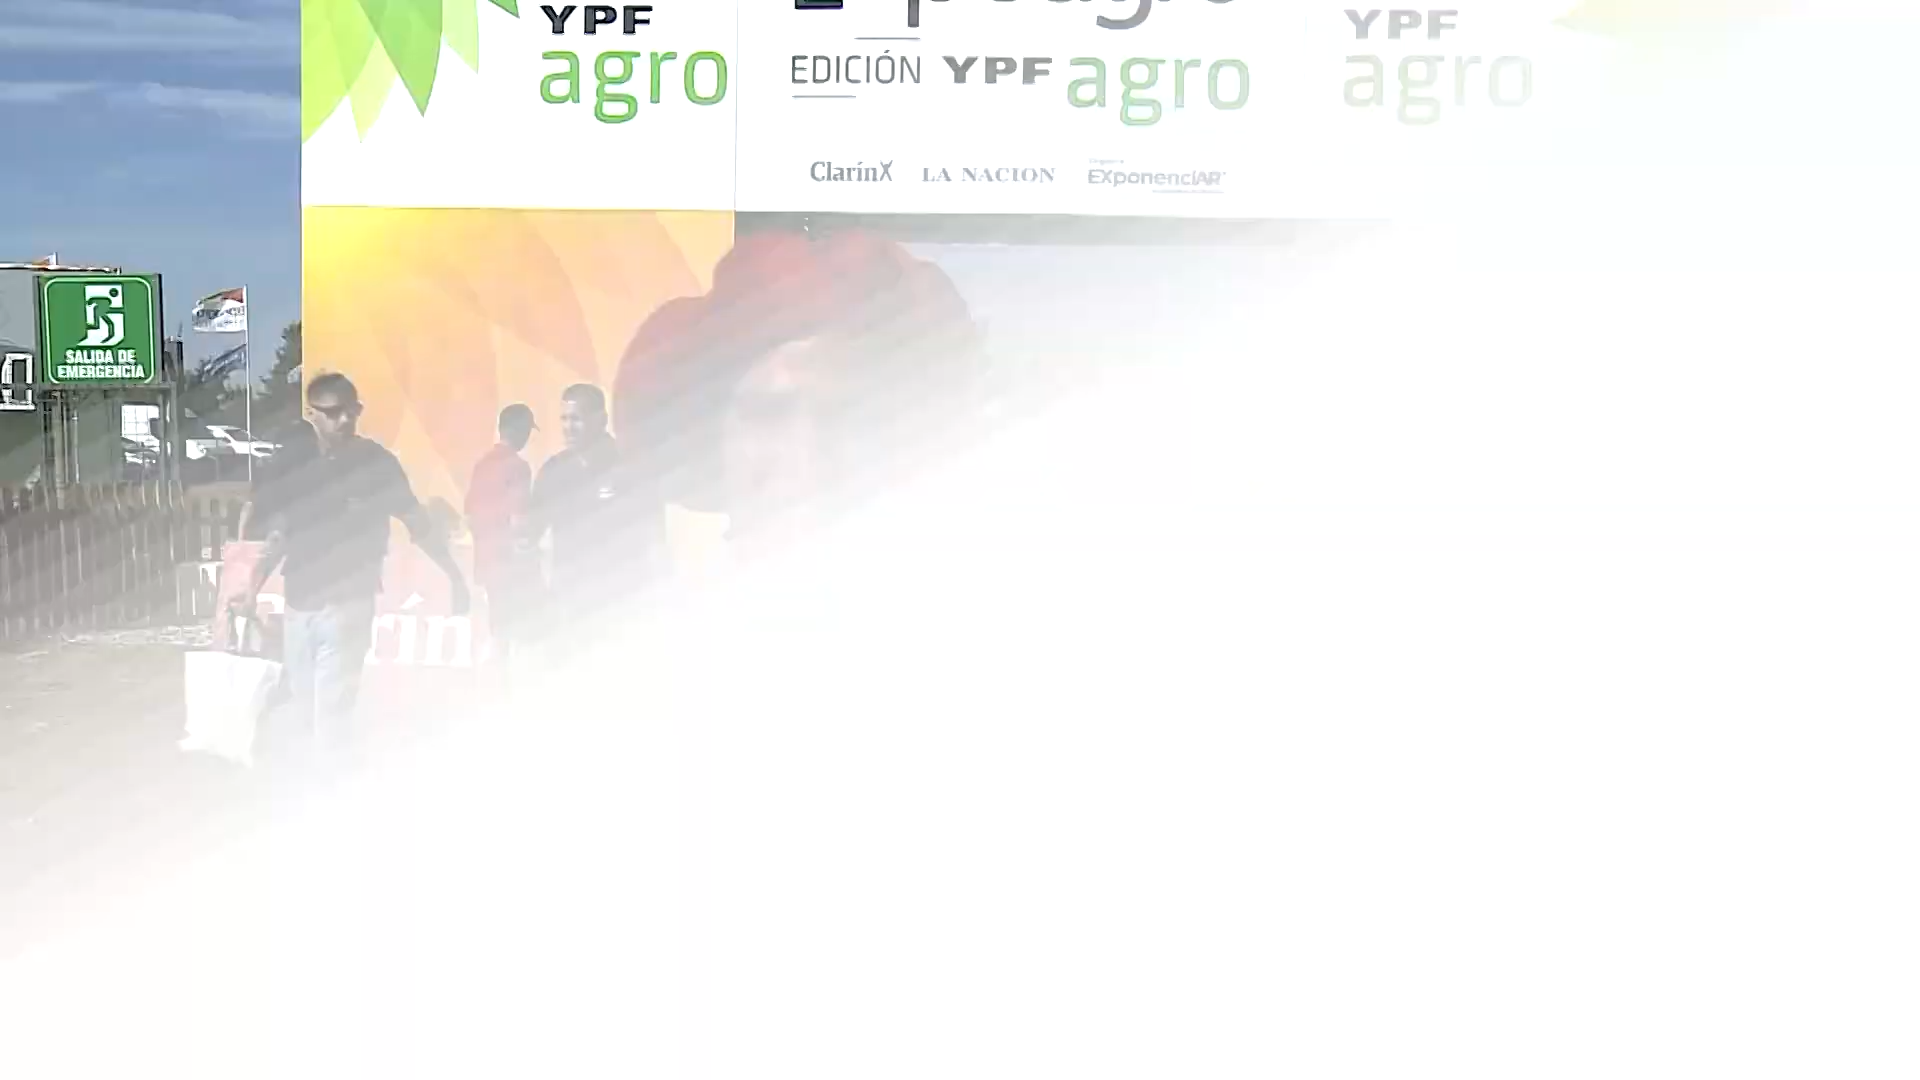 YPF
agro
EDICIÓN YPF agro
YPF
agro
Clarín LA NACION EXponenciAR
SALIDA DE
EMERGENCIA